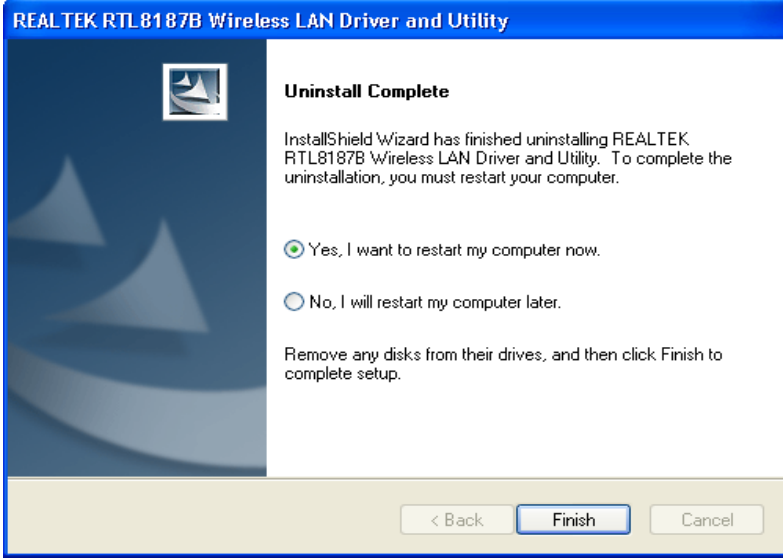 REALTEK RTL8187B Wireless LAN Driver and Utility
Uninstall Complete
InstallShield Wizard has finished uninstalling REALTEK
RTL8187B Wireless LAN Driver and Utility.  To complete the
uninstallation, you must restart your computer.
Yes, I want to restart my computer now.
No, I will restart my computer later.
Remove any disks from their drives, and then click Finish to
complete setup.
< Back
Finish
Cancel